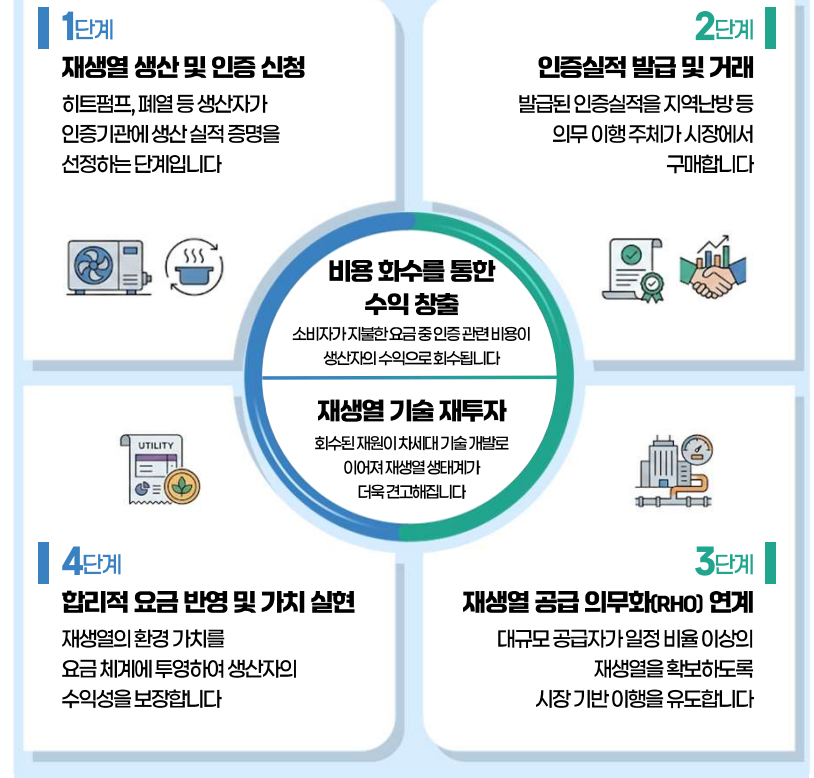 1단계
재생열 생산 및 인증 신청
히트펌프, 폐열 등 생산자가
인증기관에 생산 실적 증명을
선정하는 단계입니다
2단계
인증실적 발급 및 거래
발급된 인증실적을 지역난방 등
의무 이행 주체가 시장에서
구매합니다
비용 회수를 통한
수익 창출
소비자가 지불한 요금 중 인증 관련 비용이
생산자의 수익으로 회수됩니다
재생열 기술 재투자
회수된 재원이 차세대 기술 개발로
이어져 재생열 생태계가
더욱 견고해집니다
UTILITY
4단계
합리적 요금 반영 및 가치 실현
재생열의 환경 가치를
요금 체계에 투영하여 생산자의
수익성을 보장합니다
3단계
재생열 공급 의무화(RHO) 연계
대규모 공급자가 일정 비율 이상의
재생열을 확보하도록
시장 기반 이행을 유도합니다